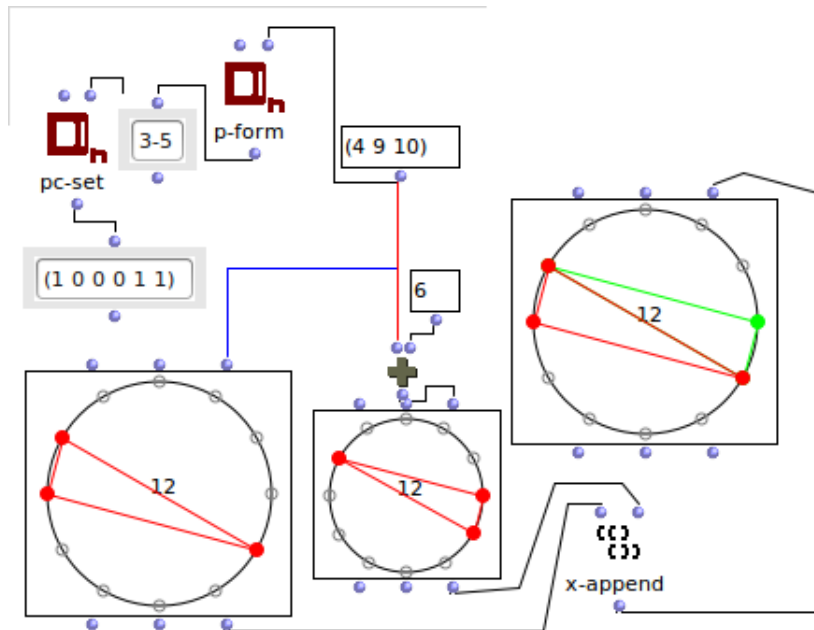 p-form
3-5
pc-set
(4 9 10)
(1 0 0 0 1 1)
6
12
12
12
x-append